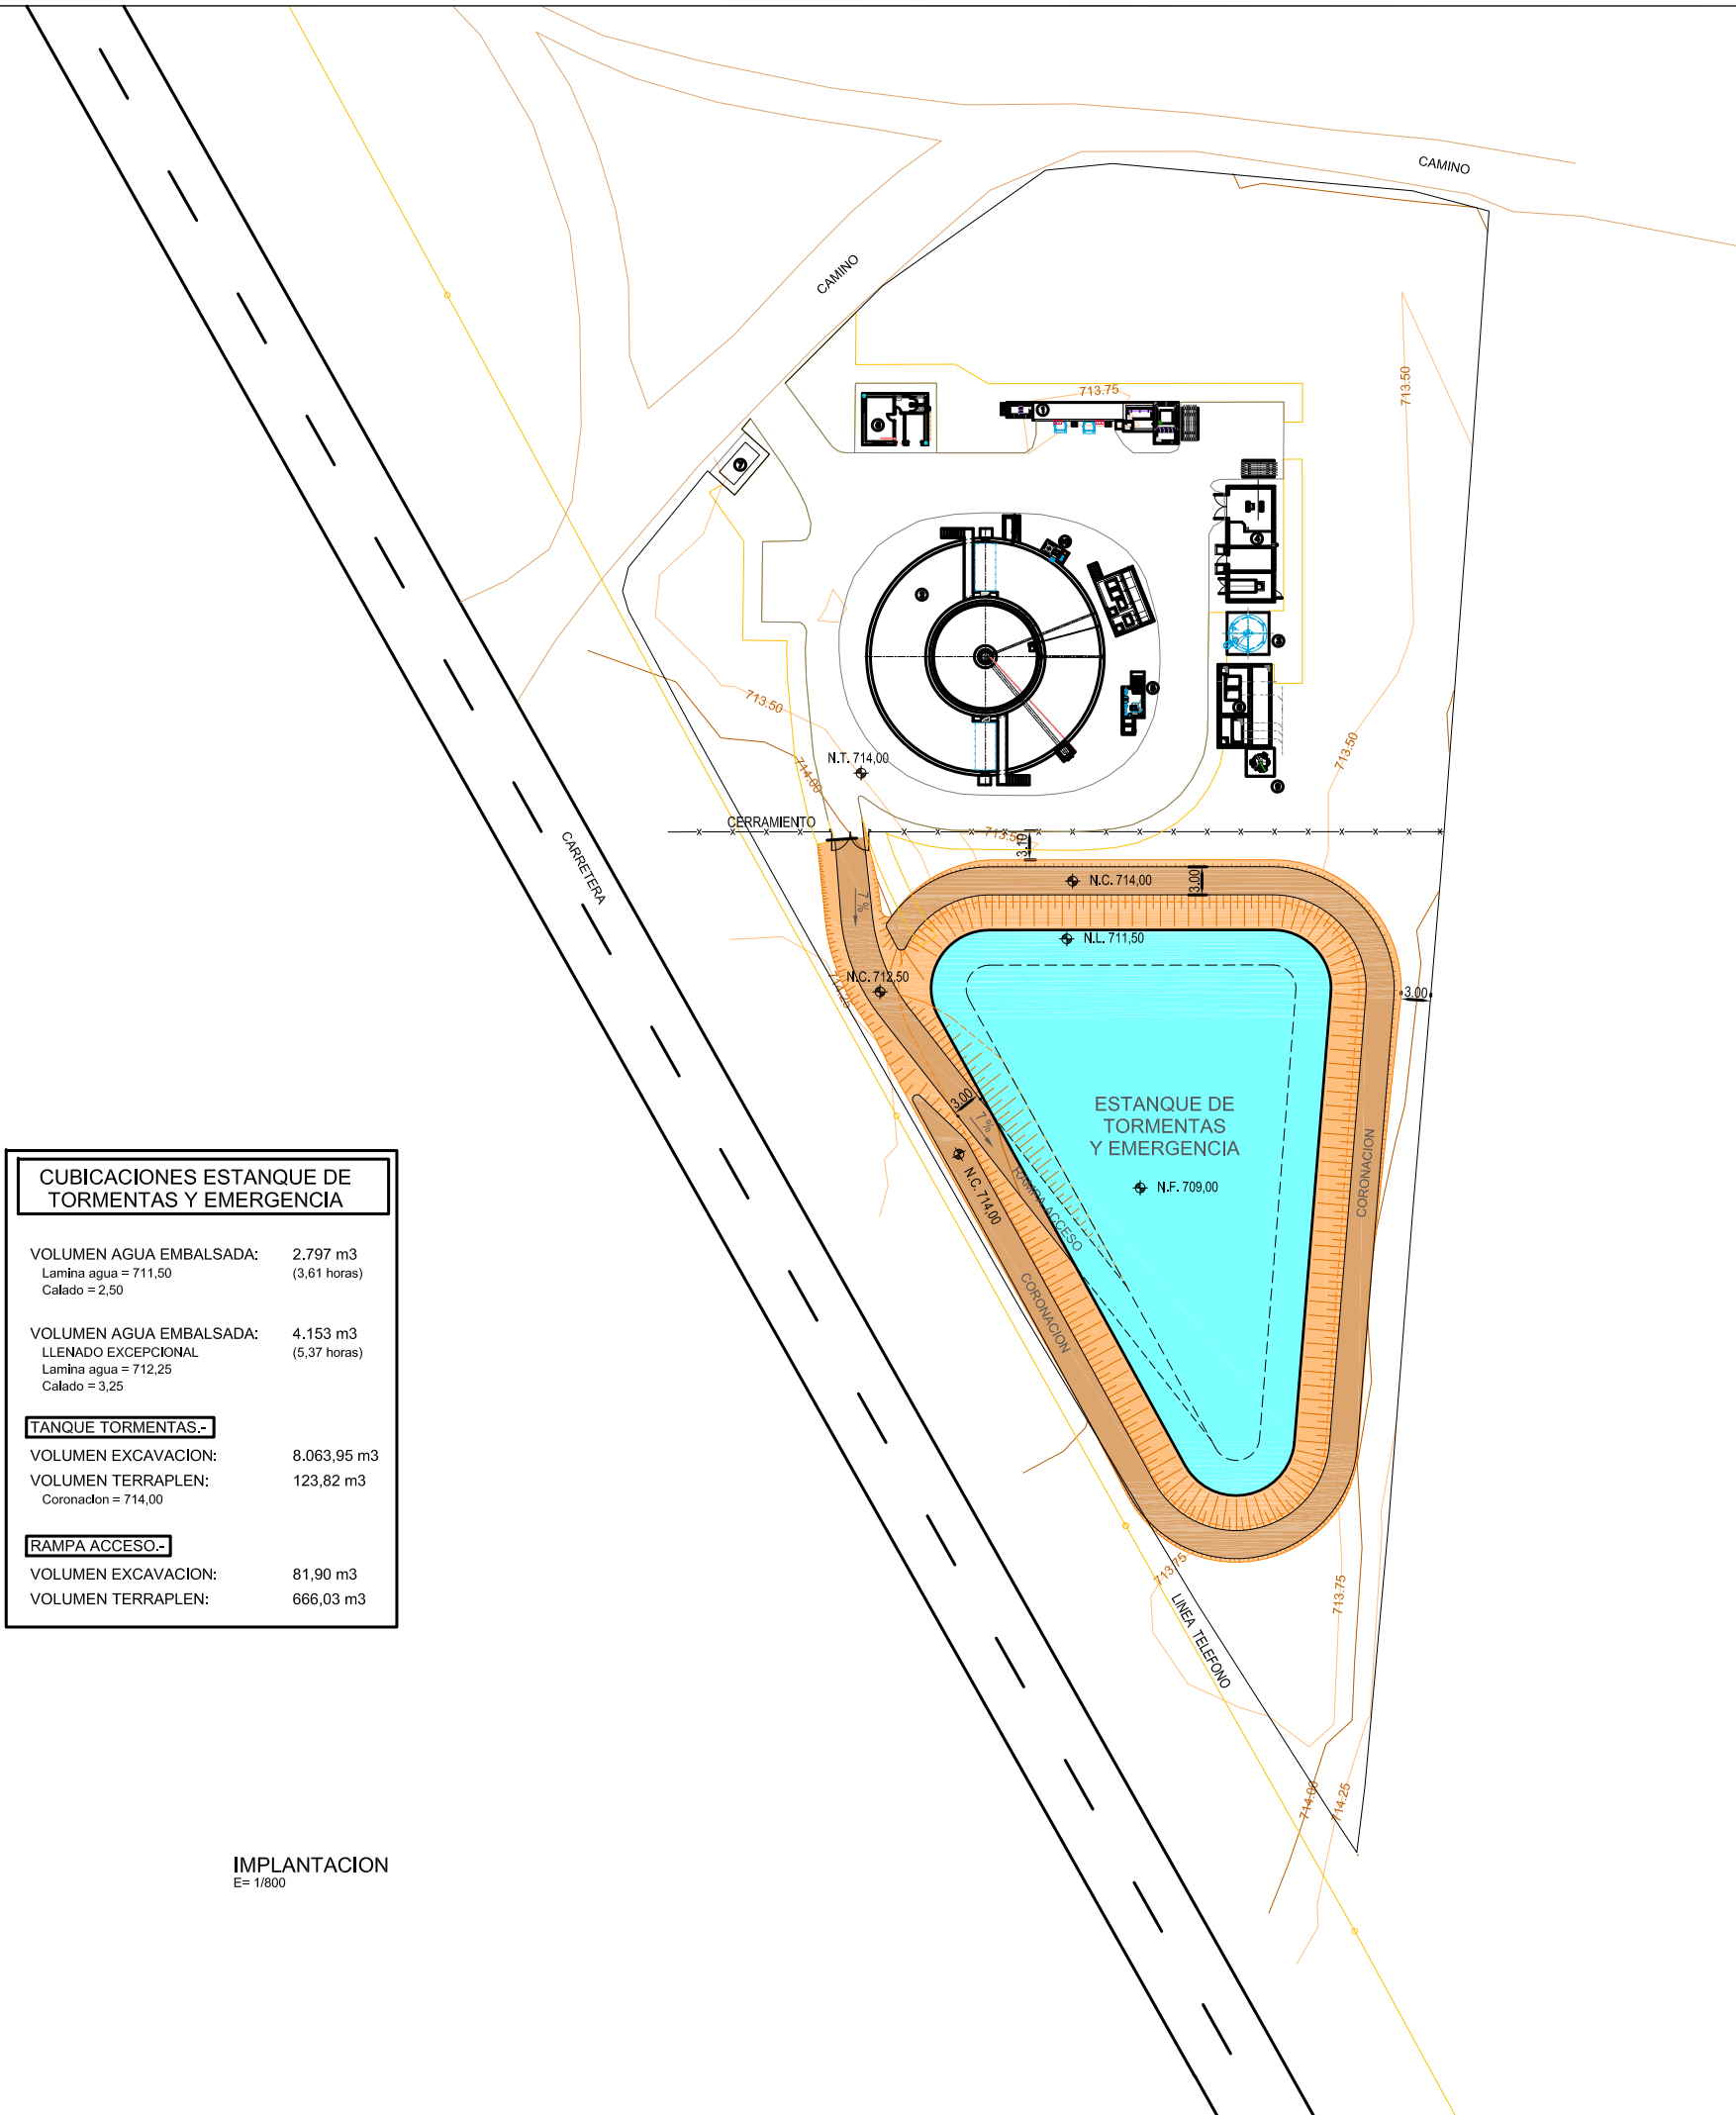 CAMINO
CAMINO
713.75
713.50
1
6
7
4
713.50
713.50
N.T. 714,00
714.00
CERRAMIENTO
713.50
3.10
CARRETERA
7 %
N.C. 714,00
3.00
N.L. 711,50
N.C. 712,50
714.25
3.00
3.00
7 %
ESTANQUE DE
TORMENTAS
Y EMERGENCIA
N.F. 709,00
N.C. 714,00
RAMPA ACCESO
CORONACION
CORONACION
CUBICACIONES ESTANQUE DE
TORMENTAS Y EMERGENCIA
VOLUMEN AGUA EMBALSADA: 2.797 m3
Lamina agua = 711,50 (3,61 horas)
Calado = 2,50
VOLUMEN AGUA EMBALSADA: 4.153 m3
LLENADO EXCEPCIONAL (5,37 horas)
Lamina agua = 712,25
Calado = 3,25
TANQUE TORMENTAS.-
VOLUMEN EXCAVACION: 8.063,95 m3
VOLUMEN TERRAPLEN: 123,82 m3
Coronacion = 714,00
RAMPA ACCESO.-
VOLUMEN EXCAVACION: 81,90 m3
VOLUMEN TERRAPLEN: 666,03 m3
713.75
713.75
LINEA TELEFONO
714.00
714.25
IMPLANTACION
E= 1/800